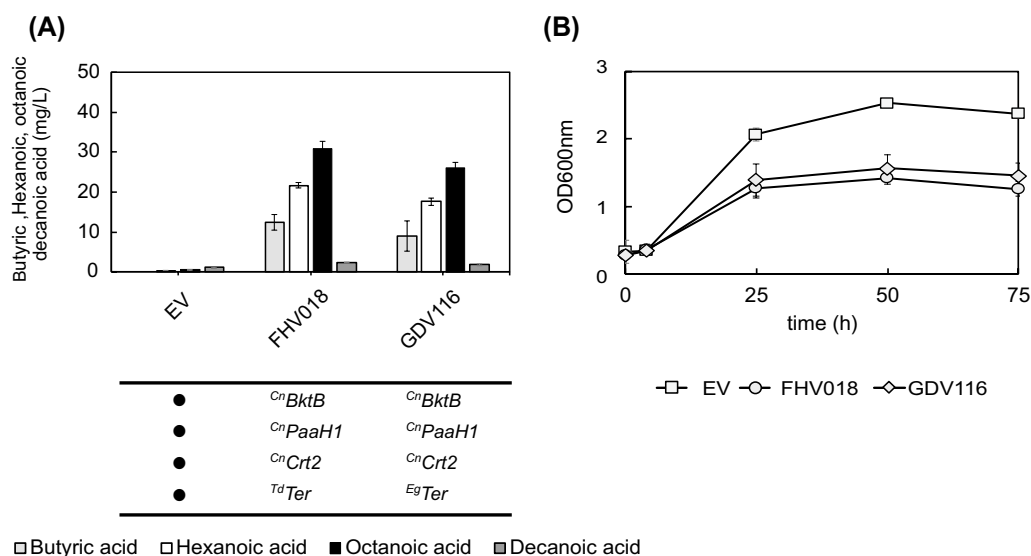 (A)
Butyric ,Hexanoic, octanoic
decanoic acid (mg/L)
50
40
30
20
10
0
EV
FHV018
GDV116
CnBktB CnBktB
CnPaaH1 CnPaaH1
CnCrt2 CnCrt2
TdTer EgTer
Butyric acid Hexanoic acid Octanoic acid Decanoic acid
(B)
OD600nm
3
2
1
0
0 25 50 75
time (h)
EV FHV018 GDV116